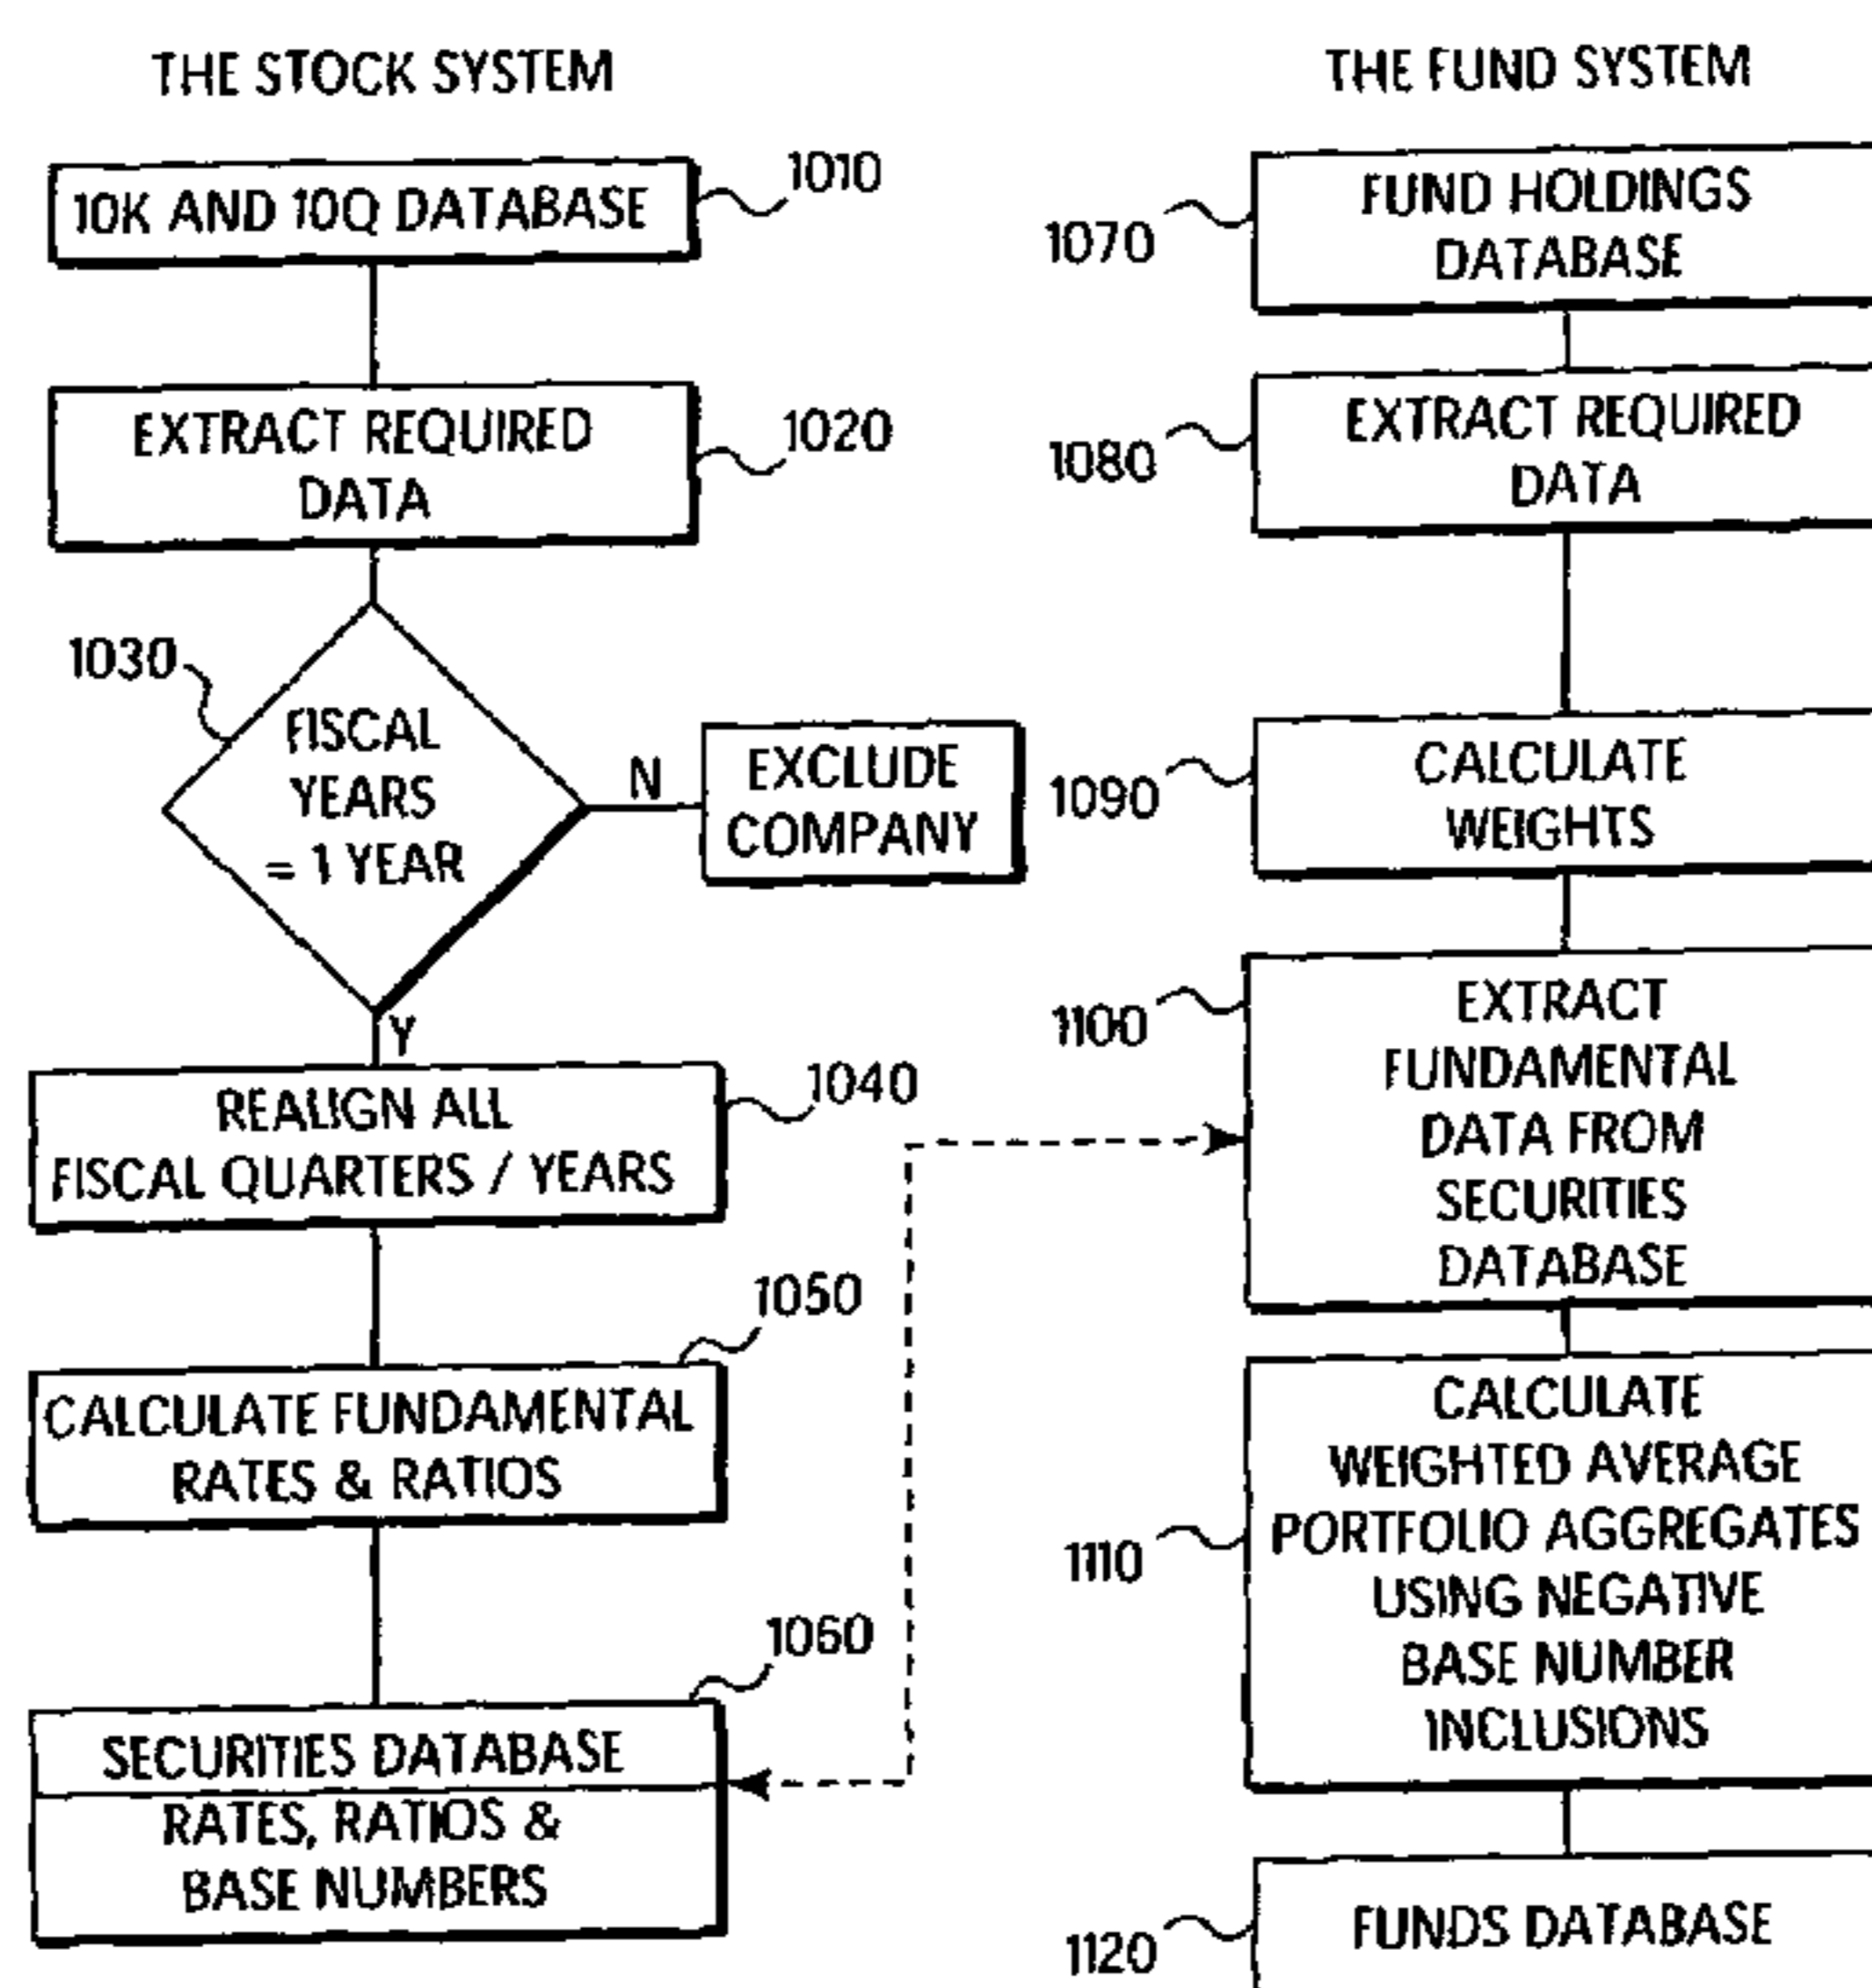 THE STOCK SYSTEM
10K AND 10Q DATABASE
1010
EXTRACT REQUIRED
DATA
1020
1030
FISCAL
YEARS
= 1 YEAR
N
EXCLUDE
COMPANY
Y
REALIGN ALL
FISCAL QUARTERS / YEARS
1040
1050
CALCULATE FUNDAMENTAL
RATES & RATIOS
1060
SECURITIES DATABASE
RATES, RATIOS &
BASE NUMBERS
THE FUND SYSTEM
1070
FUND HOLDINGS
DATABASE
1080
EXTRACT REQUIRED
DATA
1090
CALCULATE
WEIGHTS
1100
EXTRACT
FUNDAMENTAL
DATA FROM
SECURITIES
DATABASE
1110
CALCULATE
WEIGHTED AVERAGE
PORTFOLIO AGGREGATES
USING NEGATIVE
BASE NUMBER
INCLUSIONS
1120
FUNDS DATABASE